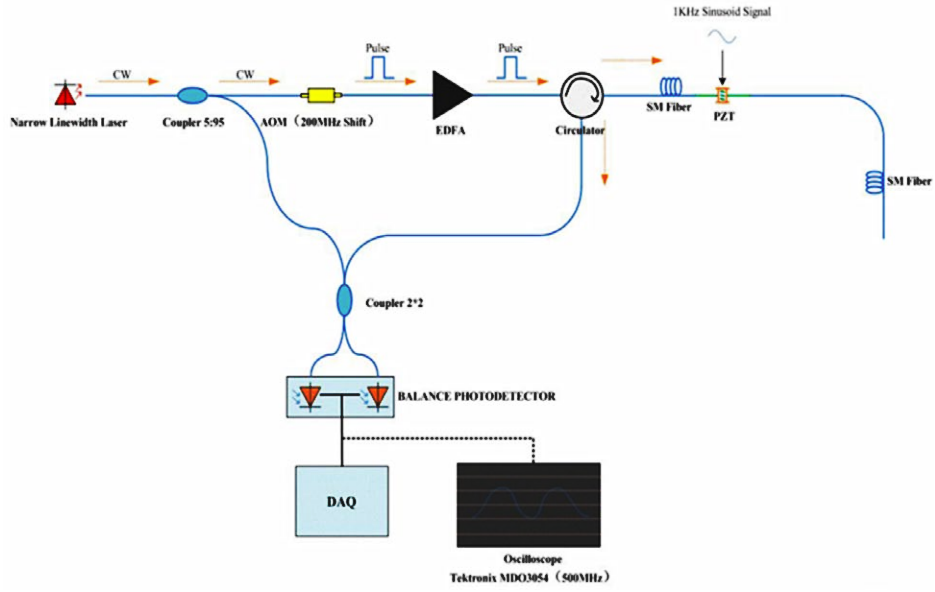 1KHz Sinusoid Signal
Pulse
Pulse
CW
CW
Narrow Linewidth Laser
Coupler 5:95
AOM（200MHz Shift）
EDFA
Circulator
SM Fiber
PZT
SM Fiber
Coupler 2*2
BALANCE PHOTODETECTOR
DAQ
Oscilloscope
Tektronix MDO3054（500MHz）